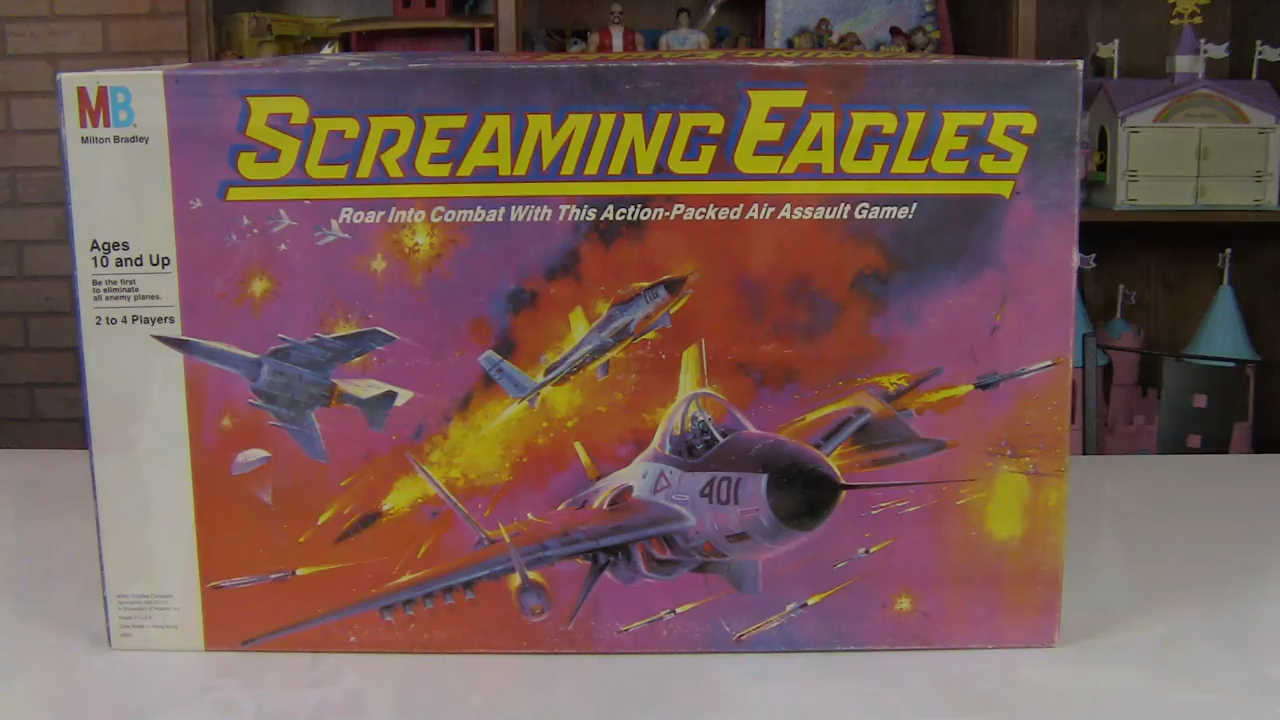 MB
Milton Bradley
SCREAMING EAGLES
Roar Into Combat With This Action-Packed Air Assault Game!
Ages
10 and Up
Be the first
to eliminate
all enemy planes.
2 to 4 Players
401